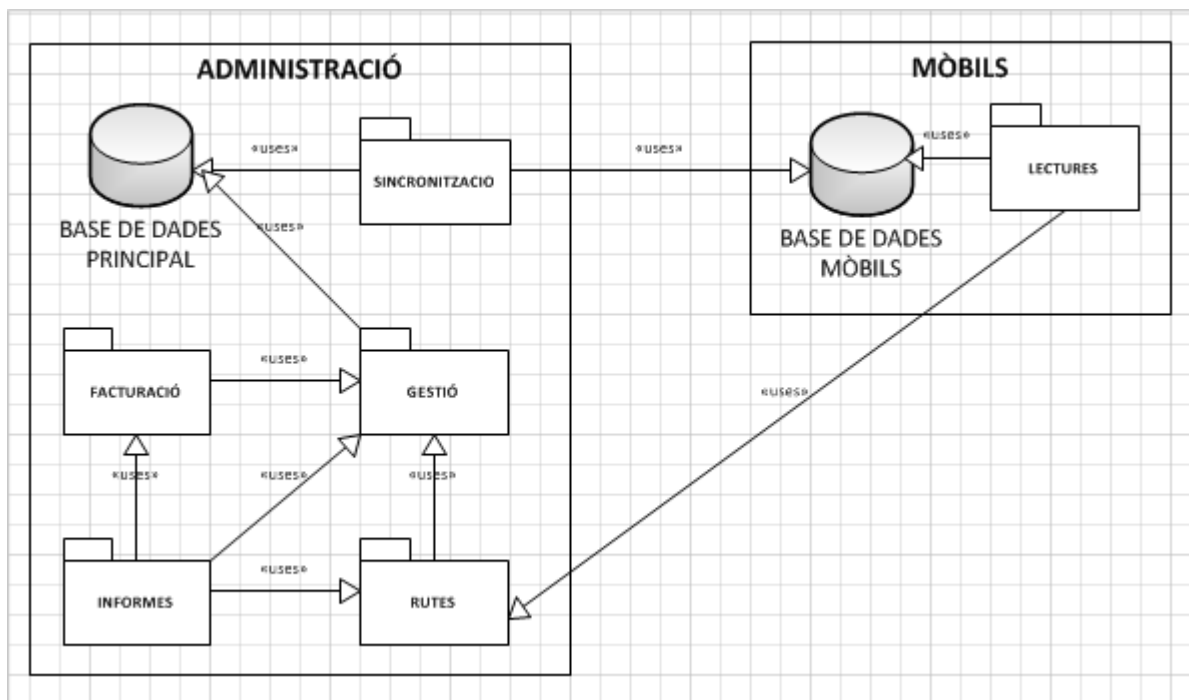 ADMINISTRACIÓ
MÒBILS
«uses»
«uses»
«uses»
SINCRONITZACIO
LECTURES
BASE DE DADES
PRINCIPAL
«uses»
BASE DE DADES
MÒBILS
FACTURACIÓ
«uses»
GESTIÓ
«uses»
«uses»
«uses»
«uses»
INFORMES
«uses»
RUTES